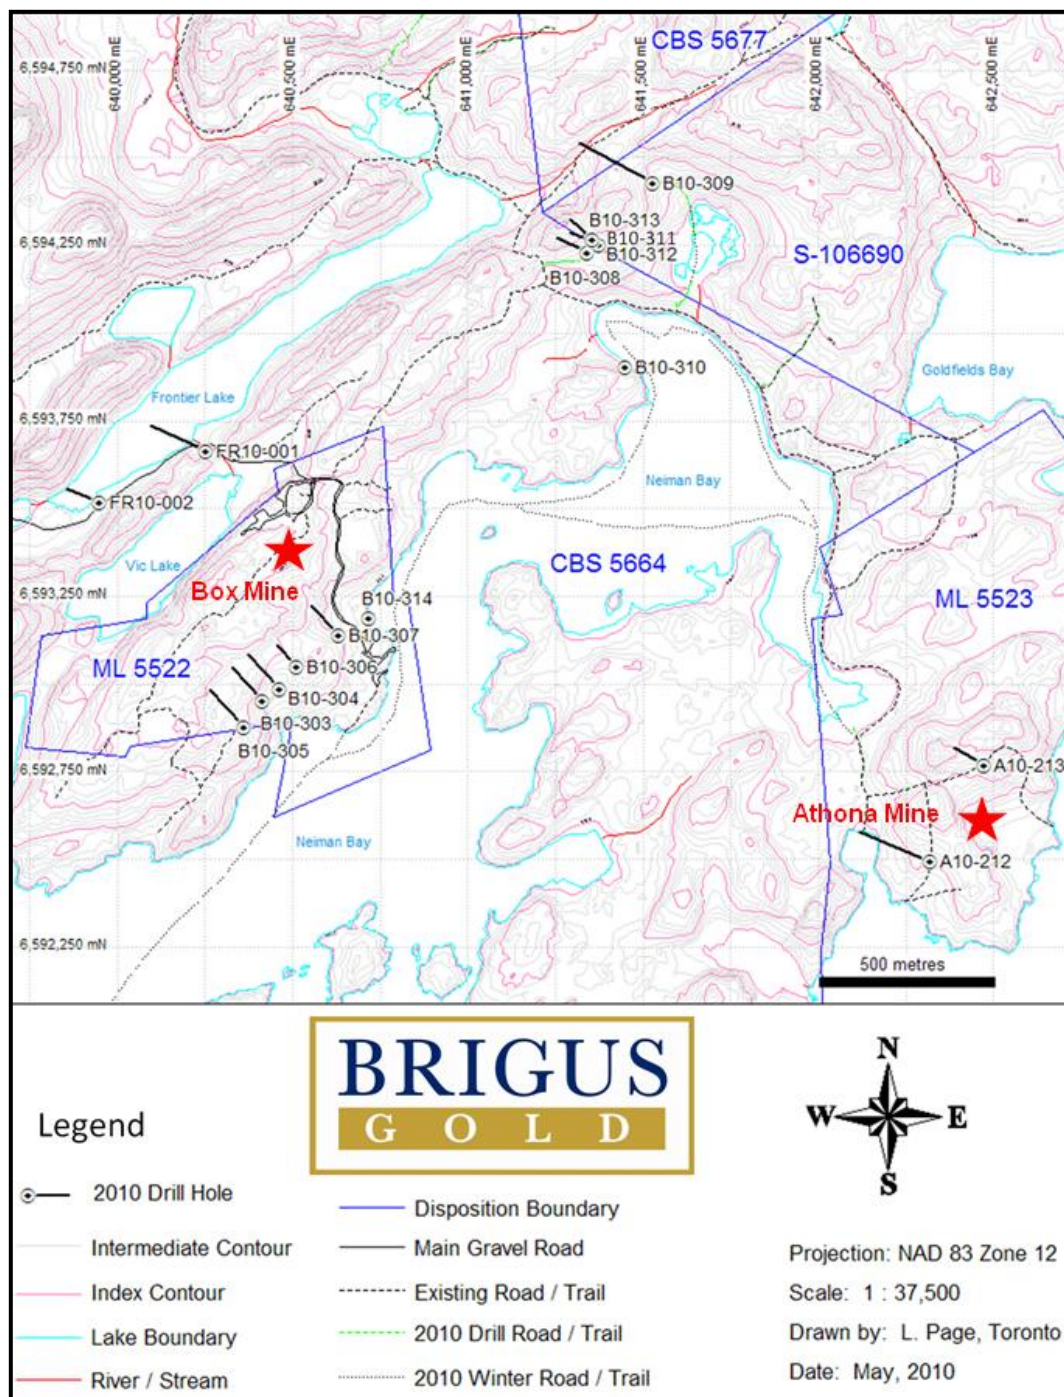 640,000 mE
640,500 mE
641,000 mE
641,500 mE
642,000 mE
642,500 mE
CBS 5677
6,594,750 mN
B10-309
B10-313
B10-311
B10-312
B10-308
6,594,250 mN
S-106690
B10-310
Goldfields Bay
Frontier Lake
6,593,750 mN
FR10-001
Neiman Bay
FR10-002
Vic Lake
CBS 5664
Box Mine
6,593,250 mN
ML 5523
B10-314
B10-307
B10-306
ML 5522
B10-304
B10-303
B10-305
6,592,750 mN
A10-213
Athona Mine
Neiman Bay
A10-212
6,592,250 mN
500 metres
BRIGUS
GOLD
N
W E
S
Legend
2010 Drill Hole
Intermediate Contour
Index Contour
Lake Boundary
River / Stream
Disposition Boundary
Main Gravel Road
Existing Road / Trail
2010 Drill Road / Trail
2010 Winter Road / Trail
Projection: NAD 83 Zone 12
Scale: 1 : 37,500
Drawn by: L. Page, Toronto
Date: May, 2010